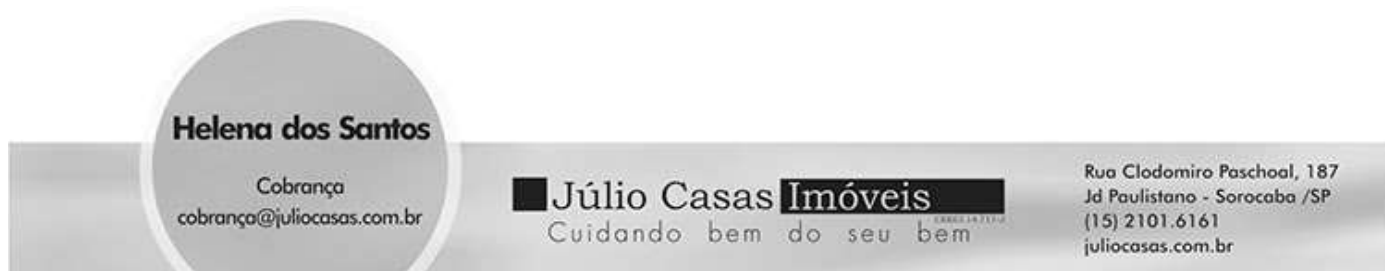 Helena dos Santos
Cobrança
cobrança@juliocasas.com.br
Júlio Casas Imóveis
Cuidando bem do seu bem
Rua Clodomiro Paschoal, 187
Jd Paulistano - Sorocaba /SP
(15) 2101.6161
juliocasas.com.br